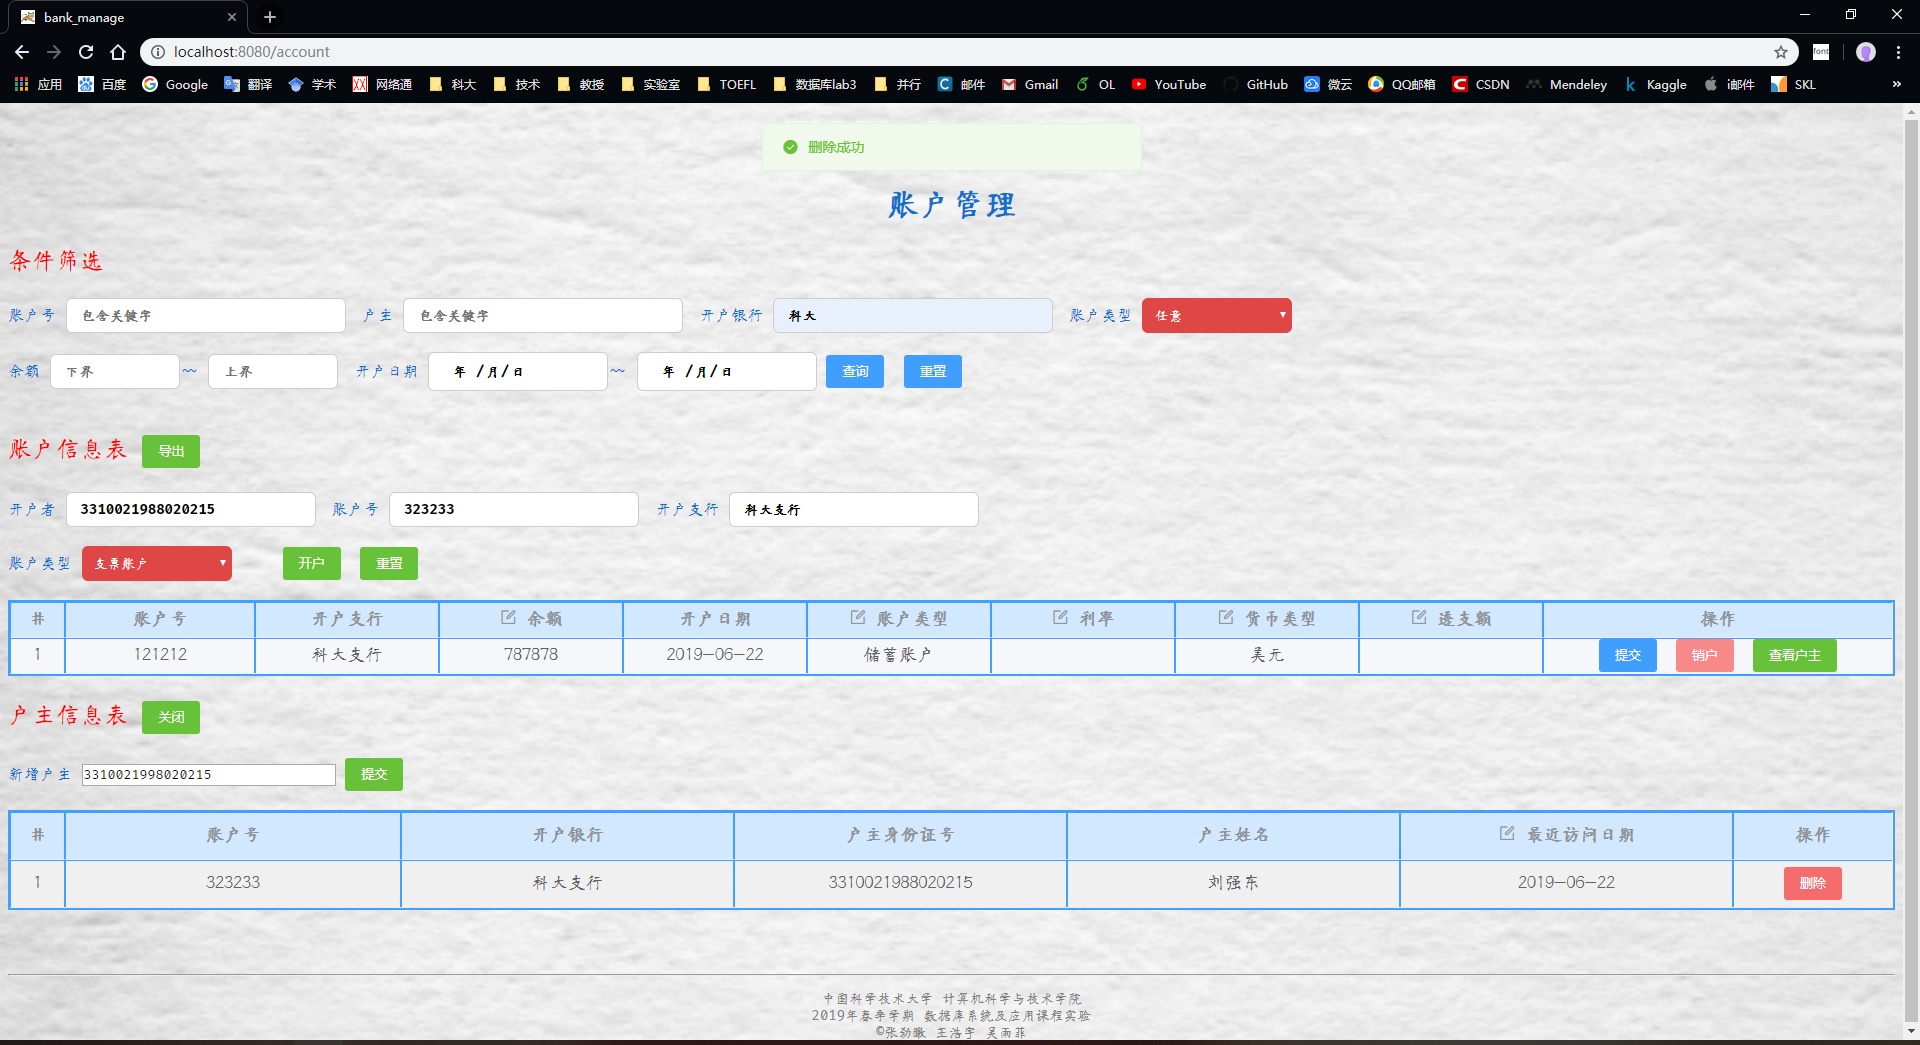 bank_manage
localhost:8080/account
font
应用 百度 Google 翻译 学术 网络通 科大 技术 教授 实验室 TOEFL 数据库lab3 并行 邮件 Gmail OL YouTube GitHub 微云 QQ邮箱 CSDN Mendeley Kaggle i邮件 SKL »
删除成功
账户管理
条件筛选
账户号 包含关键字 户主 包含关键字 开户银行 科大 账户类型 任意
余额 下界 ~~ 上界 开户日期 年 /月/日 ~~ 年 /月/日 查询 重置
账户信息表 导出
开户者 3310021988020215 账户号 323233 开户支行 科大支行
账户类型 支票账户 开户 重置
# 账户号 开户支行 余额 开户日期 账户类型 利率 货币类型 透支额 操作
1 121212 科大支行 787878 2019-06-22 储蓄账户 美元 提交 销户 查看户主
户主信息表 关闭
新增户主 3310021998020215 提交
# 账户号 开户银行 户主身份证号 户主姓名 最近访问日期 操作
1 323233 科大支行 3310021988020215 刘强东 2019-06-22 删除
中国科学技术大学 计算机科学与技术学院
2019年春季学期 数据库系统及应用课程实验
©张劲暾 王浩宇 吴雨菲